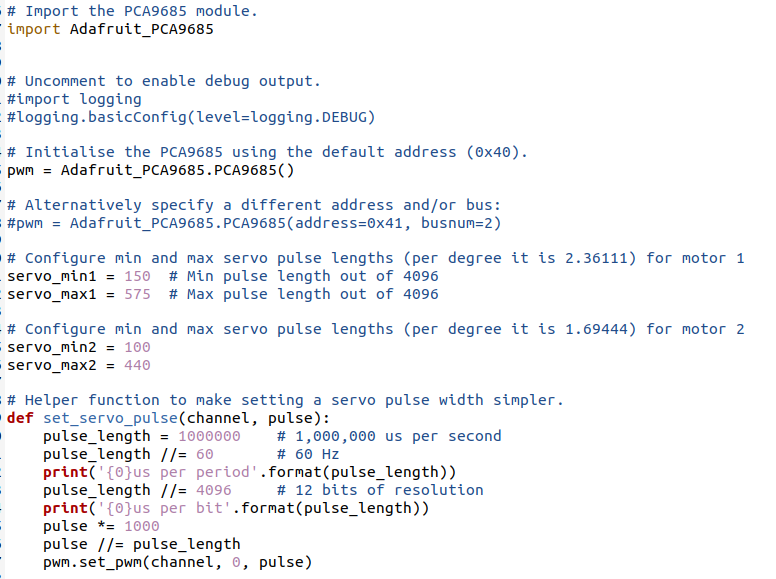 # Import the PCA9685 module.
import Adafruit_PCA9685
# Uncomment to enable debug output.
#import logging
#logging.basicConfig(level=logging.DEBUG)
# Initialise the PCA9685 using the default address (0x40).
pwm = Adafruit_PCA9685.PCA9685()
# Alternatively specify a different address and/or bus:
#pwm = Adafruit_PCA9685.PCA9685(address=0x41, busnum=2)
# Configure min and max servo pulse lengths (per degree it is 2.36111) for motor 1
servo_min1 = 150  # Min pulse length out of 4096
servo_max1 = 575  # Max pulse length out of 4096
# Configure min and max servo pulse lengths (per degree it is 1.69444) for motor 2
servo_min2 = 100
servo_max2 = 440
# Helper function to make setting a servo pulse width simpler.
def set_servo_pulse(channel, pulse):
    pulse_length = 1000000    # 1,000,000 us per second
    pulse_length //= 60       # 60 Hz
    print('{0}us per period'.format(pulse_length))
    pulse_length //= 4096     # 12 bits of resolution
    print('{0}us per bit'.format(pulse_length))
    pulse *= 1000
    pulse //= pulse_length
    pwm.set_pwm(channel, 0, pulse)